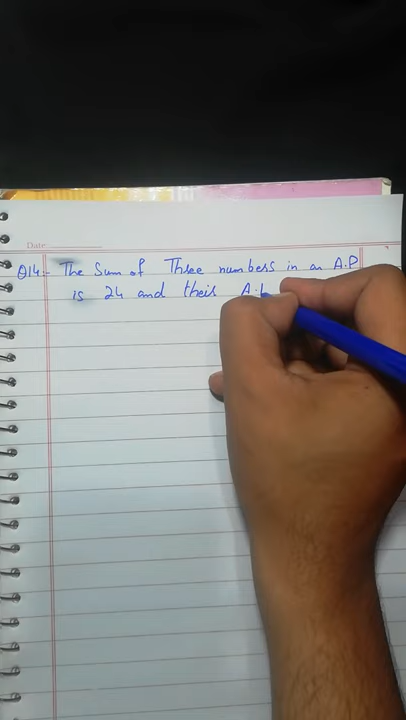 Date
Q14:- The Sum of Three numbers in an A.P
is 24 and their A.